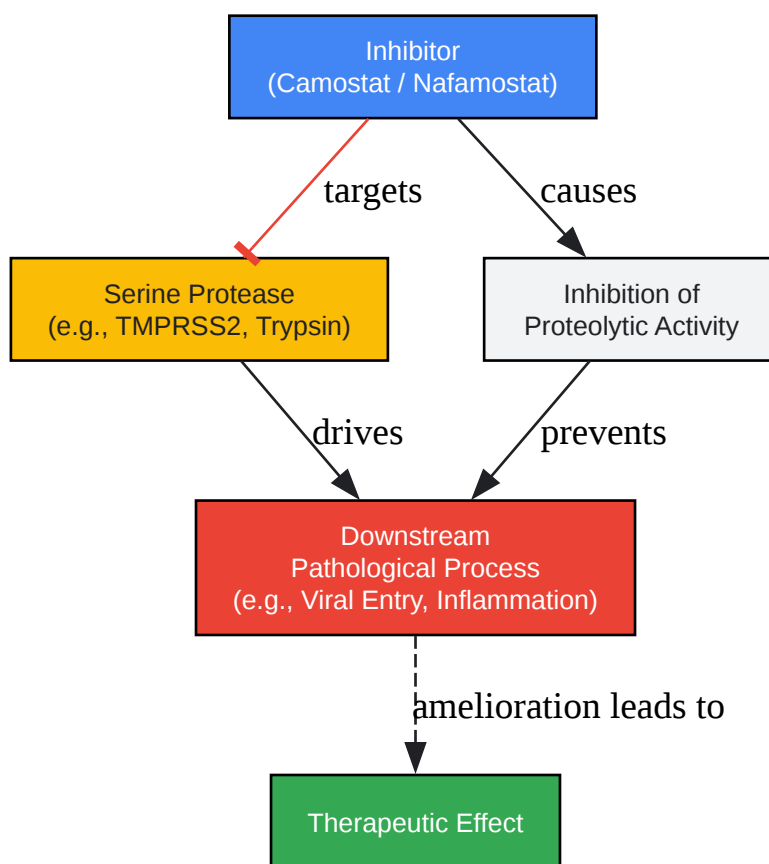 Inhibitor
(Camostat / Nafamostat)
targets
causes
Serine Protease
(e.g., TMPRSS2, Trypsin)
Inhibition of
Proteolytic Activity
drives
prevents
Downstream
Pathological Process
(e.g., Viral Entry, Inflammation)
amelioration leads to
Therapeutic Effect